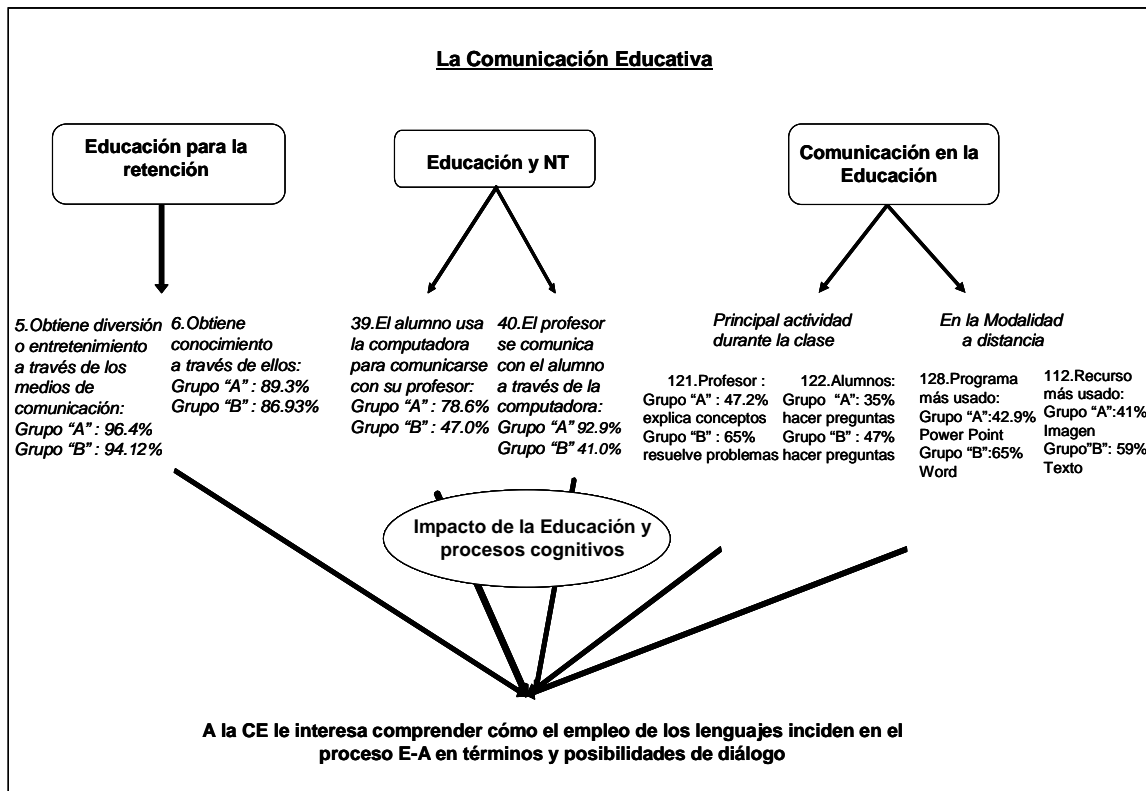 La Comunicación Educativa
Educación para la
retención
Educación y NT
Comunicación en la
Educación
5.Obtiene diversión
o entretenimiento
a través de los
medios de
comunicación:
Grupo "A" : 96.4%
Grupo "B" : 94.12%
6.Obtiene
conocimiento
a través de ellos:
Grupo "A" : 89.3%
Grupo "B" : 86.93%
39.El alumno usa
la computadora
para comunicarse
con su profesor:
Grupo "A" : 78.6%
Grupo "B" : 47.0%
40.El profesor
se comunica
con el alumno
a través de la
computadora:
Grupo "A" 92.9%
Grupo "B" 41.0%
Principal actividad
durante la clase
121.Profesor :
Grupo "A" : 47.2%
explica conceptos
Grupo "B" : 65%
resuelve problemas
122.Alumnos:
Grupo "A": 35%
hacer preguntas
Grupo "B" : 47%
hacer preguntas
En la Modalidad
a distancia
128.Programa
más usado:
Grupo "A":42.9%
Power Point
Grupo "B":65%
Word
112.Recurso
más usado:
Grupo "A":41%
Imagen
Grupo"B": 59%
Texto
Impacto de la Educación y
procesos cognitivos
A la CE le interesa comprender cómo el empleo de los lenguajes inciden en el
proceso E-A en términos y posibilidades de diálogo